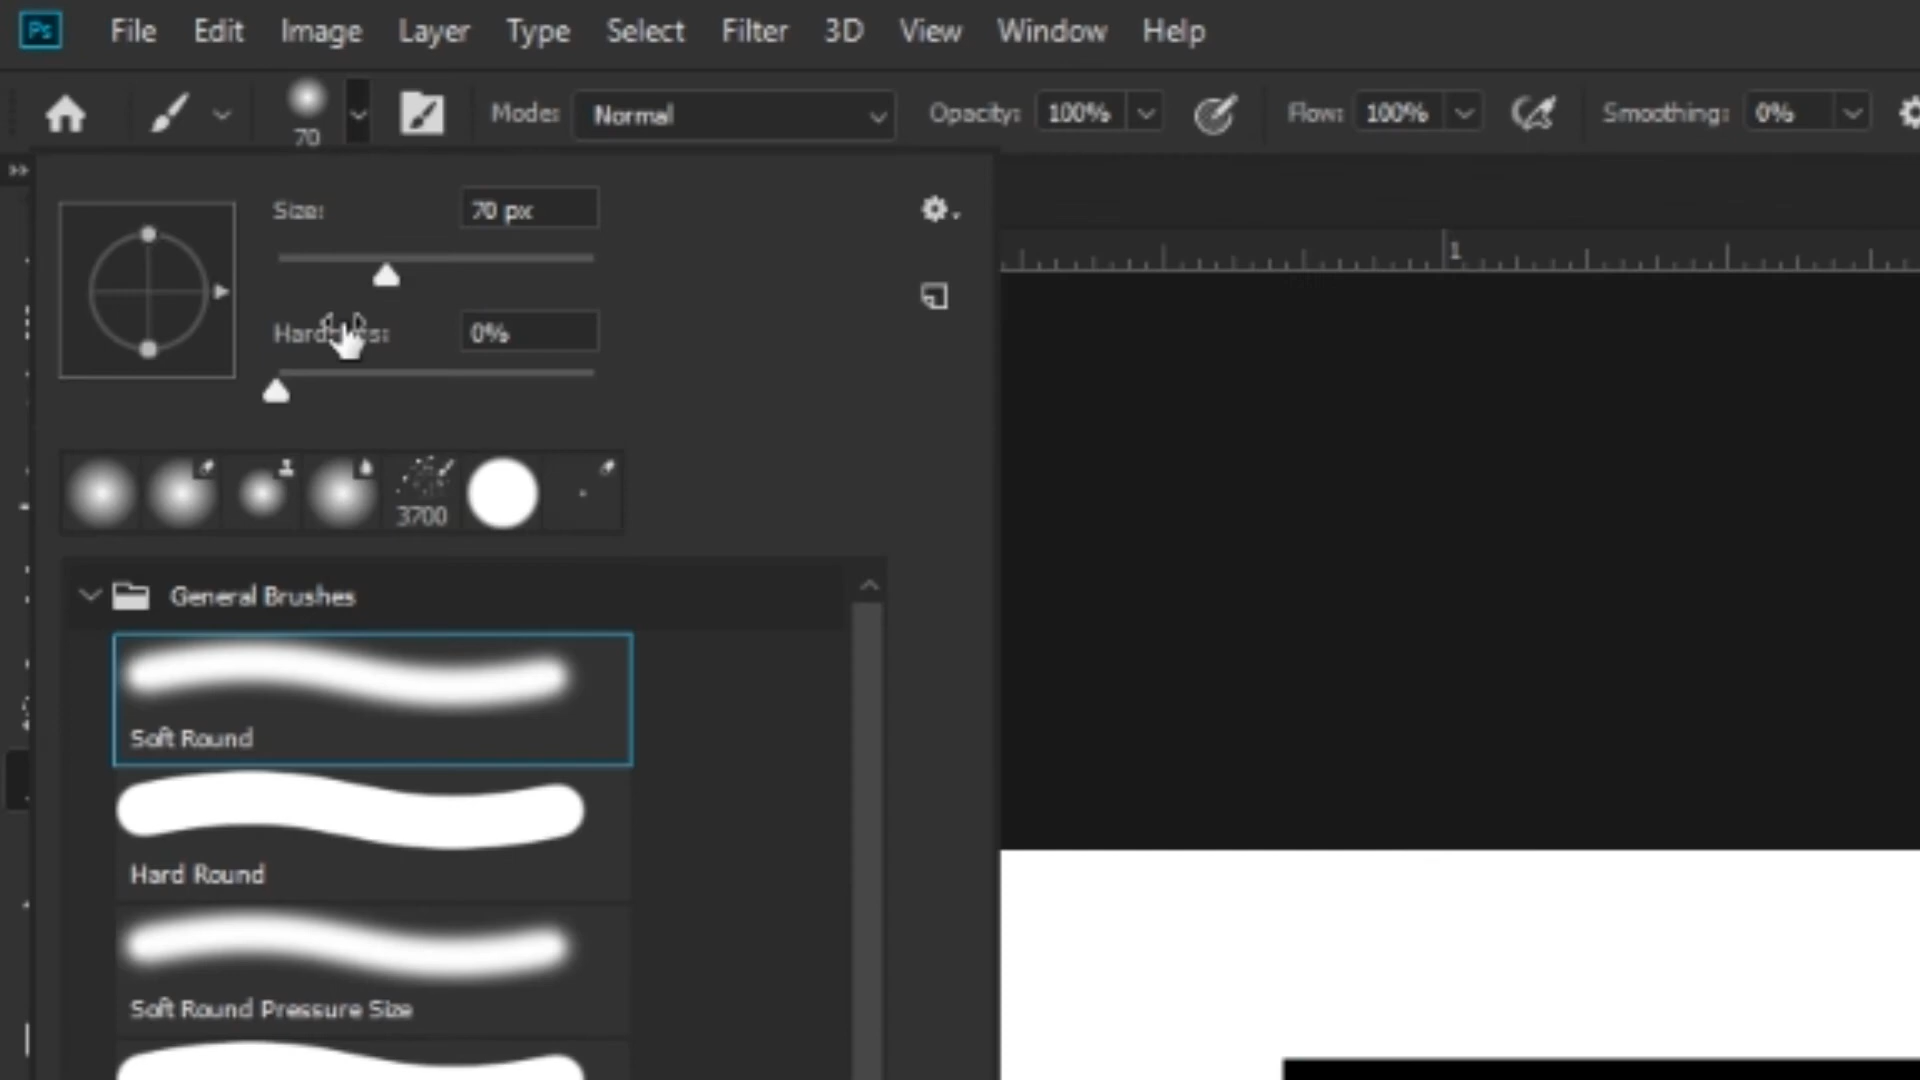 Ps File Edit Image Layer Type Select Filter 3D View Window Help
70 Mode: Normal Opacity: 100% Flow: 100% Smoothing: 0%
Size: 70 px
1
Hardness: 0%
3700
General Brushes
Soft Round
Hard Round
Soft Round Pressure Size